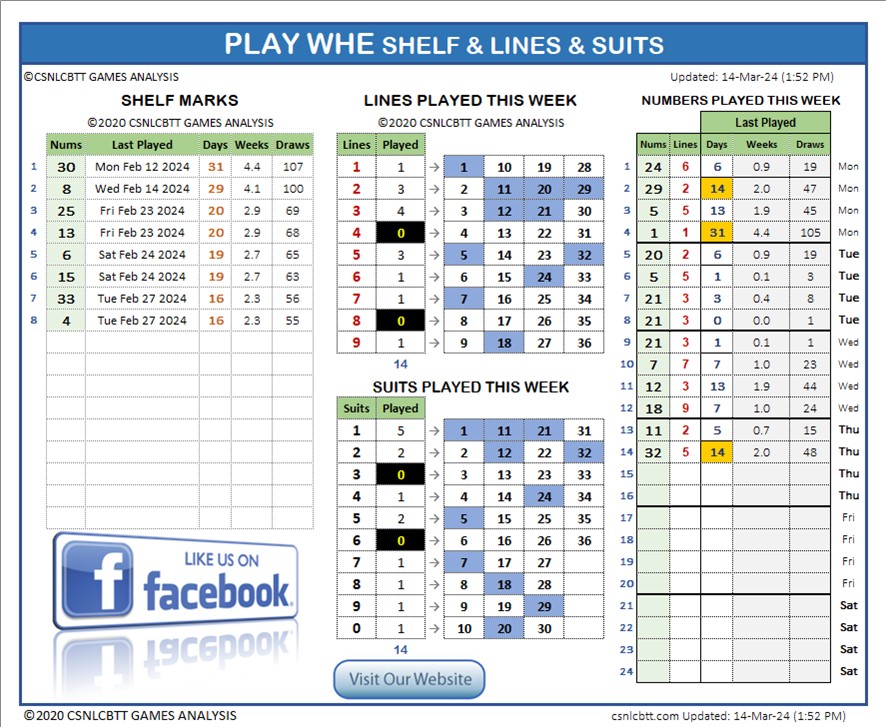 PLAY WHE SHELF & LINES & SUITS
©CSNLCBTT GAMES ANALYSIS
Updated: 14-Mar-24 (1:52 PM)
SHELF MARKS
©2020 CSNLCBTT GAMES ANALYSIS
Nums Last Played Days Weeks Draws
1 30 Mon Feb 12 2024 31 4.4 107
2 8 Wed Feb 14 2024 29 4.1 100
3 25 Fri Feb 23 2024 20 2.9 69
4 13 Fri Feb 23 2024 20 2.9 68
5 6 Sat Feb 24 2024 19 2.7 65
6 15 Sat Feb 24 2024 19 2.7 63
7 33 Tue Feb 27 2024 16 2.3 56
8 4 Tue Feb 27 2024 16 2.3 55
LIKE US ON
facebook
LINES PLAYED THIS WEEK
©2020 CSNLCBTT GAMES ANALYSIS
Lines Played
1 1 → 1 10 19 28
2 3 → 2 11 20 29
3 4 → 3 12 21 30
4 0 → 4 13 22 31
5 3 → 5 14 23 32
6 1 → 6 15 24 33
7 1 → 7 16 25 34
8 0 → 8 17 26 35
9 1 → 9 18 27 36
14
SUITS PLAYED THIS WEEK
Suits Played
1 5 → 1 11 21 31
2 2 → 2 12 22 32
3 0 → 3 13 23 33
4 1 → 4 14 24 34
5 2 → 5 15 25 35
6 0 → 6 16 26 36
7 1 → 7 17 27
8 1 → 8 18 28
9 1 → 9 19 29
0 1 → 10 20 30
14
Visit Our Website
NUMBERS PLAYED THIS WEEK
Last Played
Nums Lines Days Weeks Draws
1 24 6 6 0.9 19 Mon
2 29 2 14 2.0 47 Mon
3 5 5 13 1.9 45 Mon
4 1 1 31 4.4 105 Mon
5 20 2 6 0.9 19 Tue
6 5 5 1 0.1 3 Tue
7 21 3 3 0.4 8 Tue
8 21 3 0 0.0 1 Tue
9 21 3 1 0.1 1 Wed
10 7 7 7 1.0 23 Wed
11 12 3 13 1.9 44 Wed
12 18 9 7 1.0 24 Wed
13 11 2 5 0.7 15 Thu
14 32 5 14 2.0 48 Thu
15 Thu
16 Thu
17 Fri
18 Fri
19 Fri
20 Fri
21 Sat
22 Sat
23 Sat
24 Sat
©2020 CSNLCBTT GAMES ANALYSIS
csnlcbtt.com Updated: 14-Mar-24 (1:52 PM)